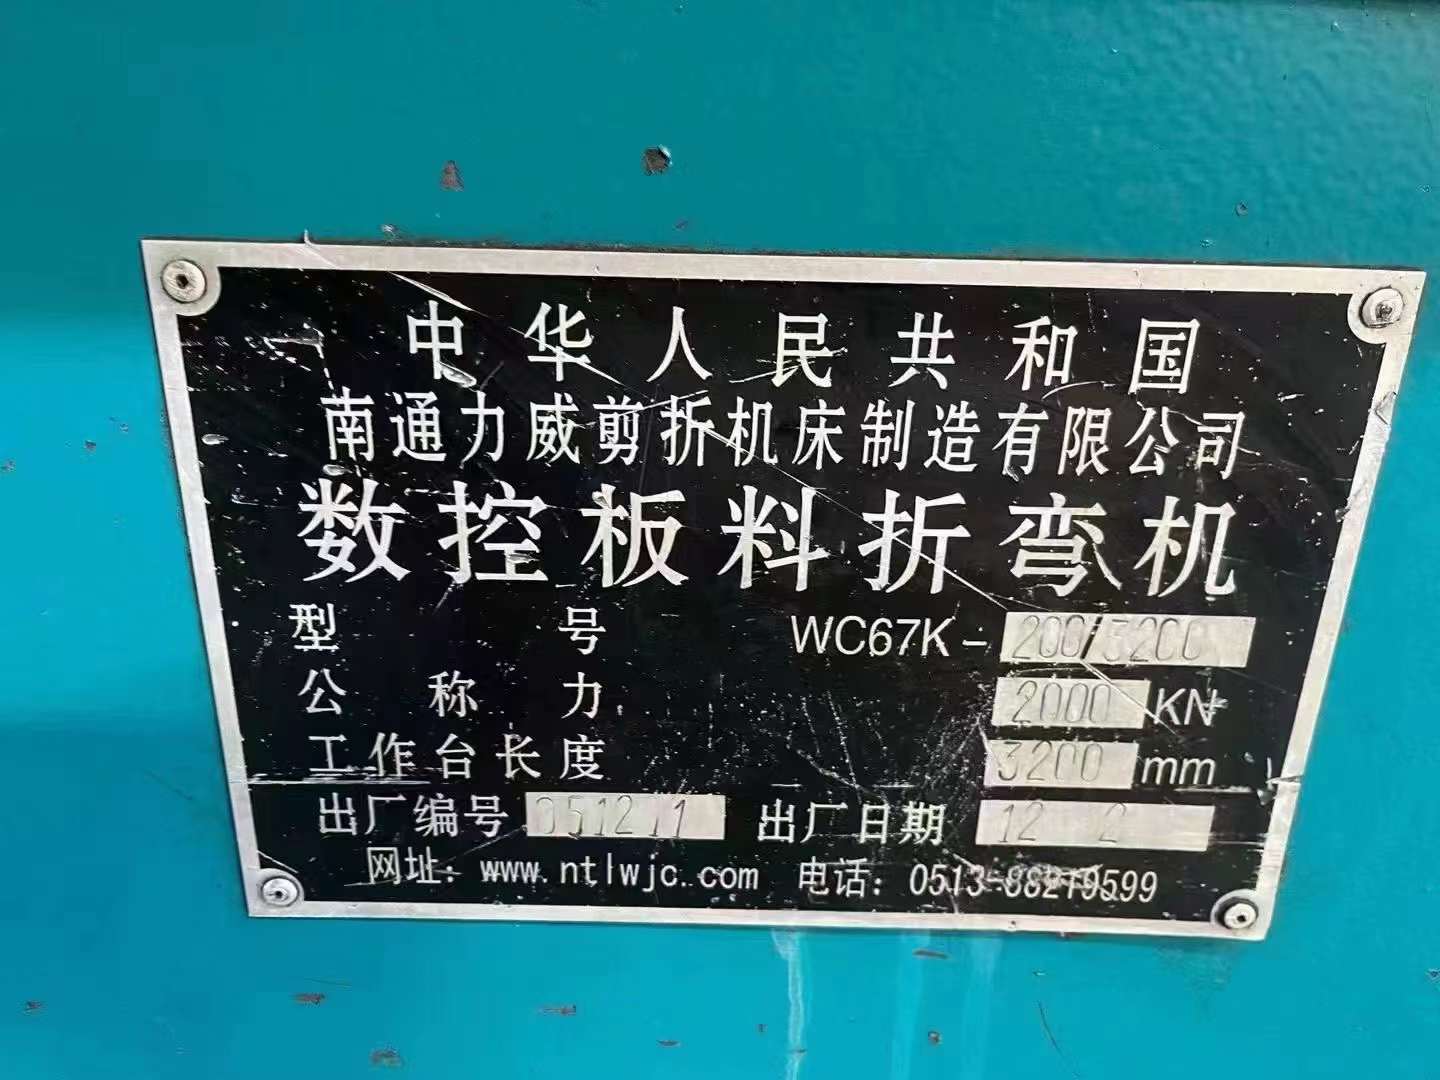 中华人民共和国
南通力威剪折机床制造有限公司
数控板料折弯机
型号 WC67K-200/3200
公称力 2000 KN
工作台长度 3200 mm
出厂编号 051211 出厂日期 12 2
网址: www.ntlwjc.com 电话: 0513-88219599